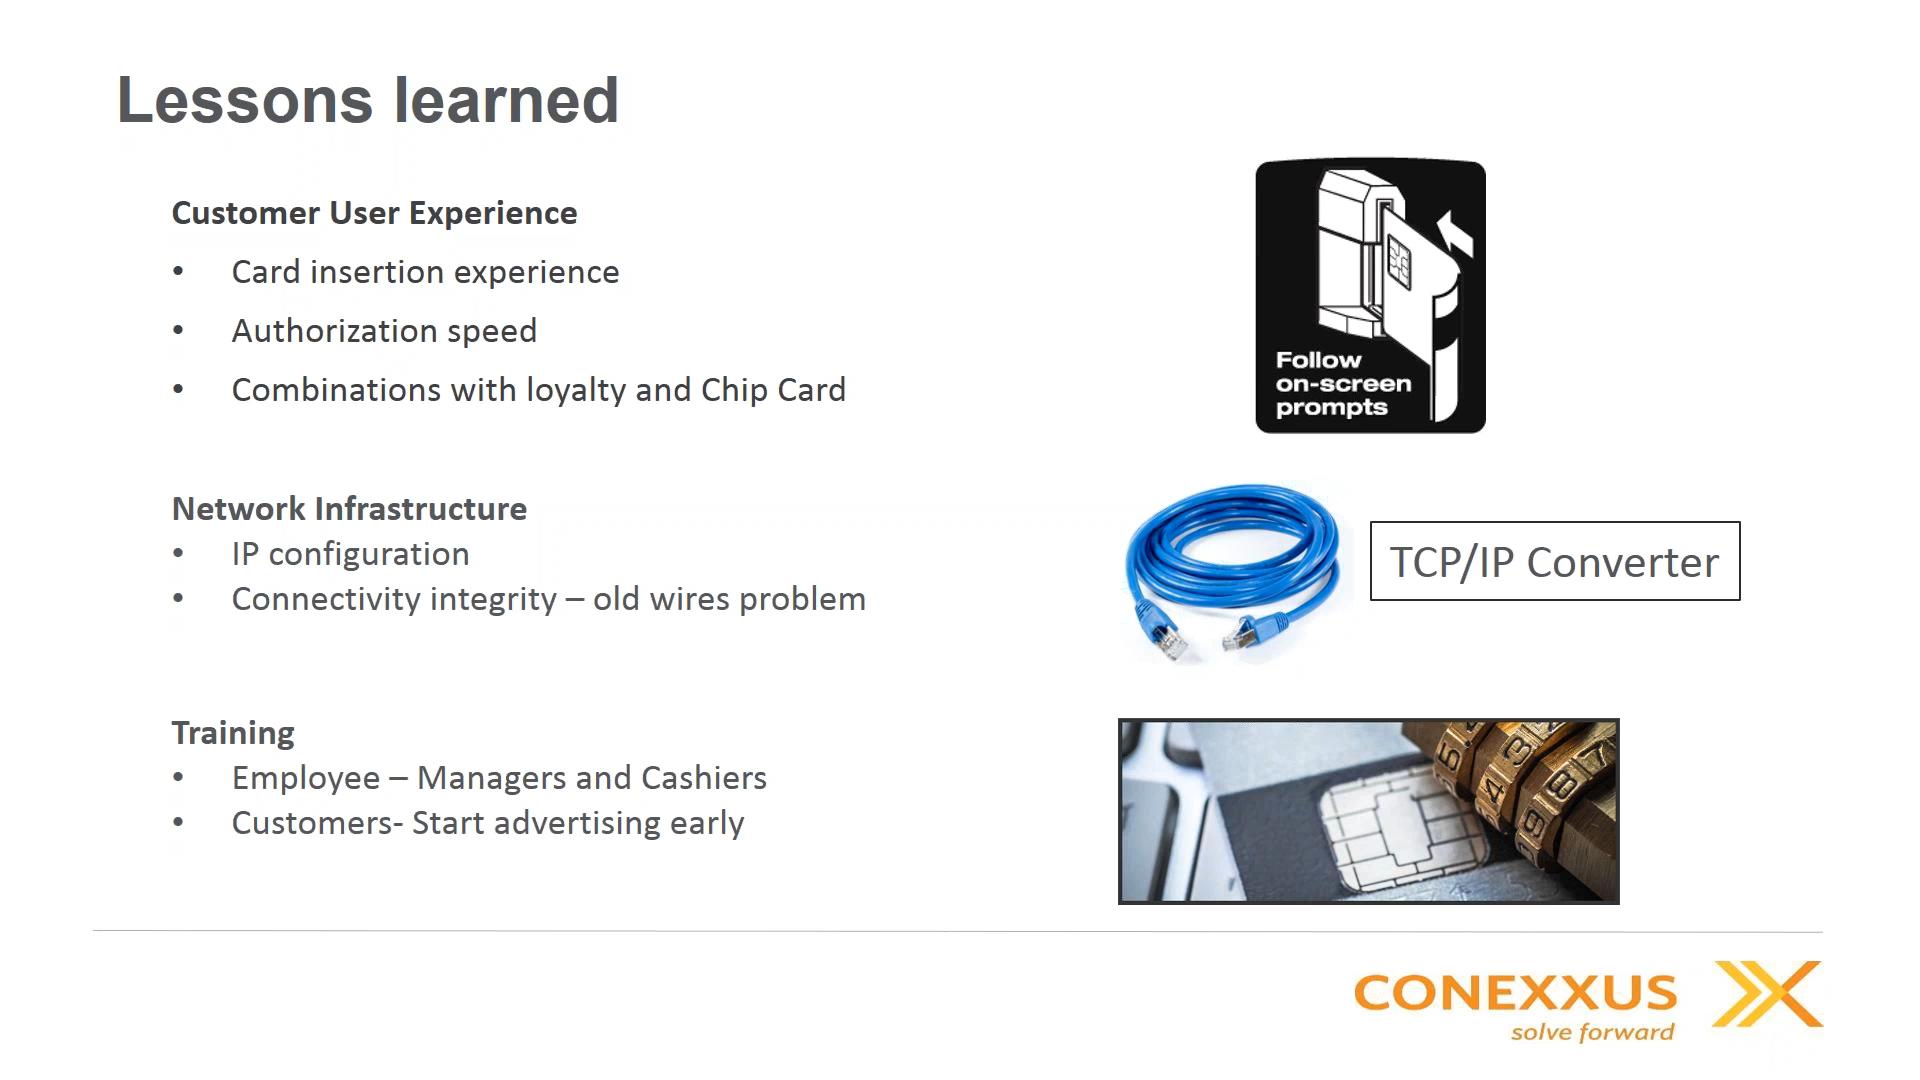 Lessons learned
Customer User Experience
• Card insertion experience
• Authorization speed
• Combinations with loyalty and Chip Card
Follow
on-screen
prompts
Network Infrastructure
• IP configuration
• Connectivity integrity – old wires problem
TCP/IP Converter
Training
• Employee – Managers and Cashiers
• Customers- Start advertising early
CONEXXUS
solve forward